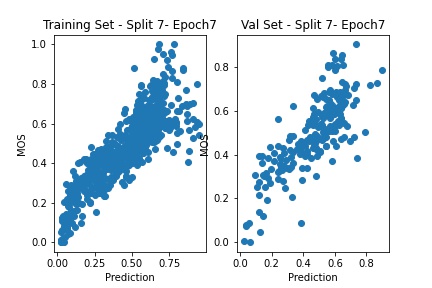 Training Set - Split 7- Epoch7
Val Set - Split 7- Epoch7
1.0
0.8
0.6
0.4
0.2
0.0
MOS
0.00 0.25 0.50 0.75
Prediction
0.8
0.6
0.4
0.2
0.0
MOS
0.0 0.2 0.4 0.6 0.8
Prediction